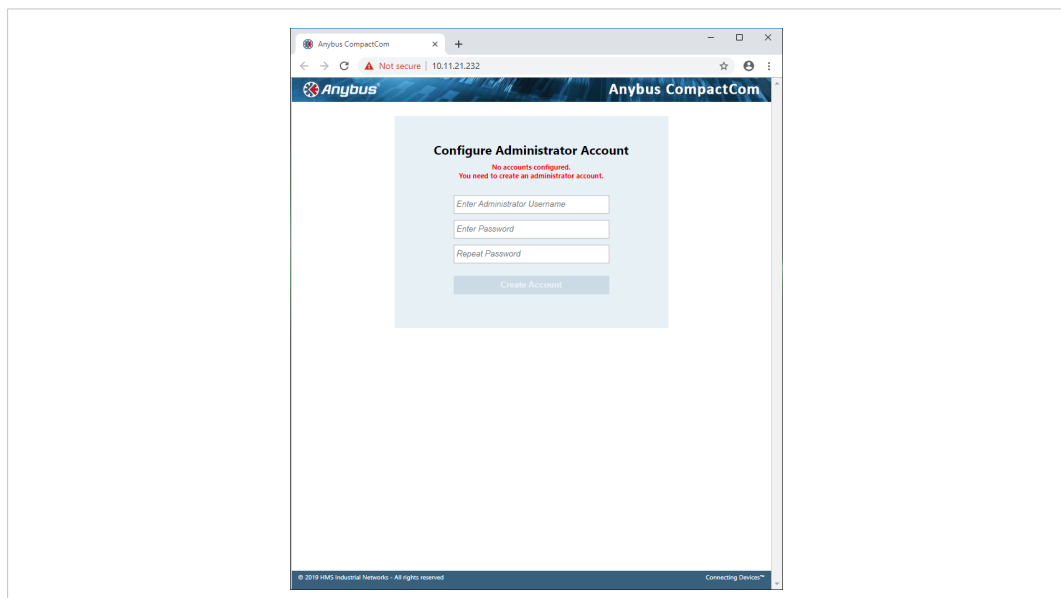 Anybus CompactCom
Not secure | 10.11.21.232
Anybus
Anybus CompactCom
Configure Administrator Account
No accounts configured.
You need to create an administrator account.
Enter Administrator Username
Enter Password
Repeat Password
Create Account
© 2019 HMS Industrial Networks - All rights reserved
Connecting Devices™